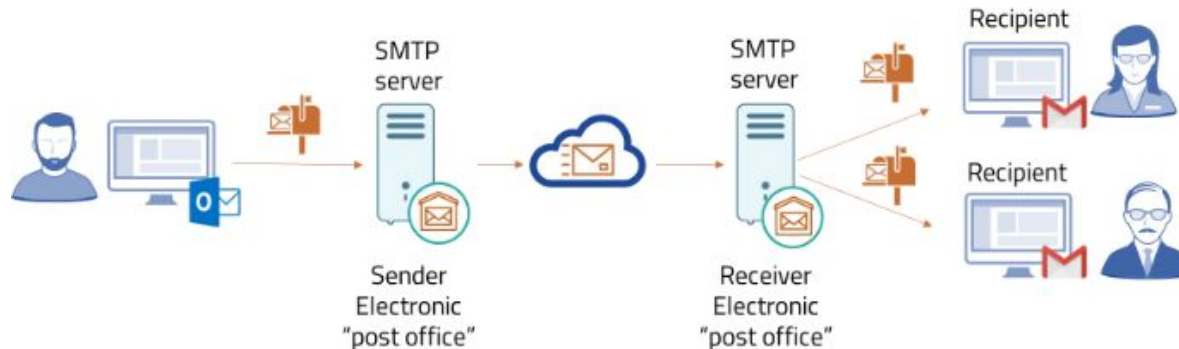 SMTP
server
Sender
Electronic
"post office"
SMTP
server
Receiver
Electronic
"post office"
Recipient
Recipient
O